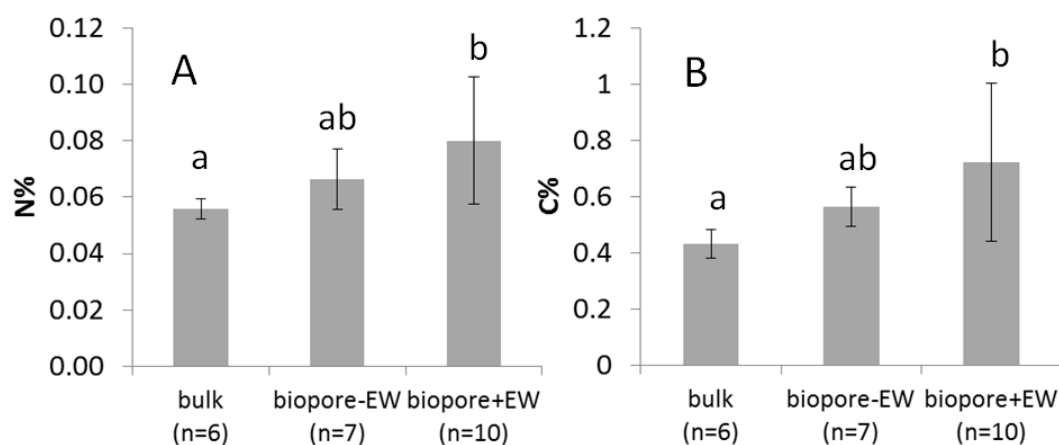 A
N%
0.12
0.10
0.08
0.06
0.04
0.02
0.00
a
ab
b
bulk biopore-EW biopore+EW
(n=6) (n=7) (n=10)
B
C%
1.2
1
0.8
0.6
0.4
0.2
0
a
ab
b
bulk biopore-EW biopore+EW
(n=6) (n=7) (n=10)